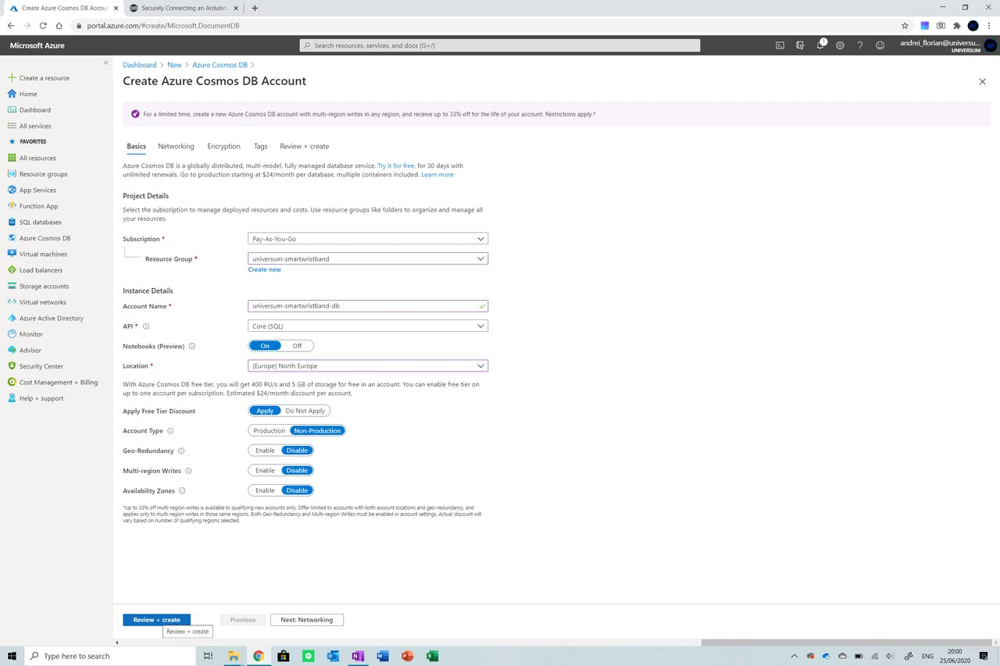 Create Azure Cosmos DB Accou
Securely Connecting an Arduino
portal.azure.com/#create/Microsoft.DocumentDB
AF
Microsoft Azure
Search resources, services, and docs (G+/)
1
andrei_florian@universu...
UNIVERSUM
AF
Create a resource
Home
Dashboard
All services
FAVORITES
All resources
Resource groups
App Services
Function App
SQL databases
Azure Cosmos DB
Virtual machines
Load balancers
Storage accounts
Virtual networks
Azure Active Directory
Monitor
Advisor
Security Center
Cost Management + Billing
Help + support
Dashboard > New > Azure Cosmos DB >
Create Azure Cosmos DB Account
For a limited time, create a new Azure Cosmos DB account with multi-region writes in any region, and receive up to 33% off for the life of your account. Restrictions apply.*
Basics Networking Encryption Tags Review + create
Azure Cosmos DB is a globally distributed, multi-model, fully managed database service. Try it for free, for 30 days with
unlimited renewals. Go to production starting at $24/month per database, multiple containers included. Learn more
Project Details
Select the subscription to manage deployed resources and costs. Use resource groups like folders to organize and manage all
your resources.
Subscription * Pay-As-You-Go
Resource Group * universum-smartwristband
Create new
Instance Details
Account Name * universum-smartwristband-db
API * Core (SQL)
Notebooks (Preview) On Off
Location * (Europe) North Europe
With Azure Cosmos DB free tier, you will get 400 RU/s and 5 GB of storage for free in an account. You can enable free tier on
up to one account per subscription. Estimated $24/month discount per account.
Apply Free Tier Discount Apply Do Not Apply
Account Type Production Non-Production
Geo-Redundancy Enable Disable
Multi-region Writes Enable Disable
Availability Zones Enable Disable
*Up to 33% off multi-region writes is available to qualifying new accounts only. Offer limited to accounts with both account locations and geo-redundancy, and
applies only to multi-region writes in those same regions. Both Geo-Redundancy and Multi-region Writes must be enabled in account settings. Actual discount will
vary based on number of qualifying regions selected.
Review + create Previous Next: Networking
Review + create
Type here to search
ENG
20:00
25/06/2020